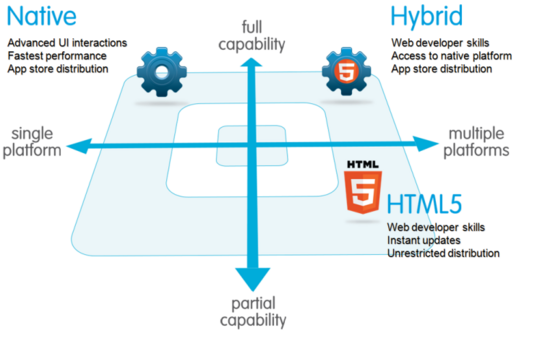 Native
Advanced UI interactions
Fastest performance
App store distribution
full
capability
Hybrid
Web developer skills
Access to native platform
App store distribution
5
single
platform
multiple
platforms
HTML
5
HTML5
Web developer skills
Instant updates
Unrestricted distribution
partial
capability